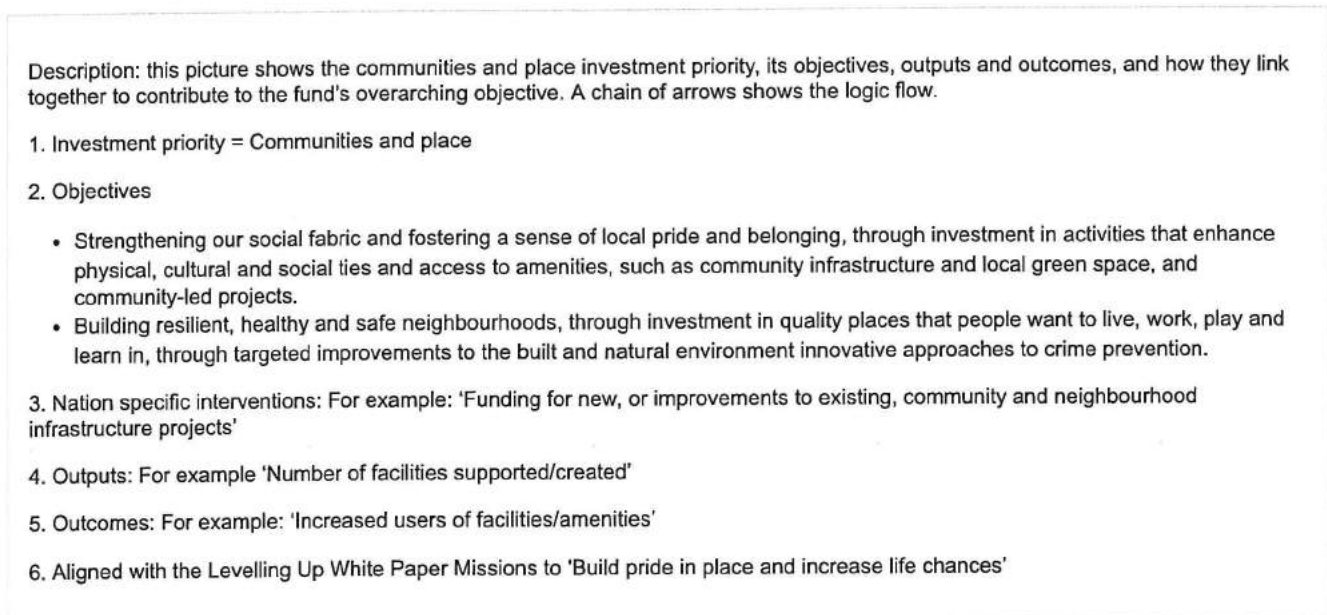 Description: this picture shows the communities and place investment priority, its objectives, outputs and outcomes, and how they link
together to contribute to the fund's overarching objective. A chain of arrows shows the logic flow.
1. Investment priority = Communities and place
2. Objectives
• Strengthening our social fabric and fostering a sense of local pride and belonging, through investment in activities that enhance
physical, cultural and social ties and access to amenities, such as community infrastructure and local green space, and
community-led projects.
• Building resilient, healthy and safe neighbourhoods, through investment in quality places that people want to live, work, play and
learn in, through targeted improvements to the built and natural environment innovative approaches to crime prevention.
3. Nation specific interventions: For example: 'Funding for new, or improvements to existing, community and neighbourhood
infrastructure projects'
4. Outputs: For example 'Number of facilities supported/created'
5. Outcomes: For example: 'Increased users of facilities/amenities'
6. Aligned with the Levelling Up White Paper Missions to 'Build pride in place and increase life chances'